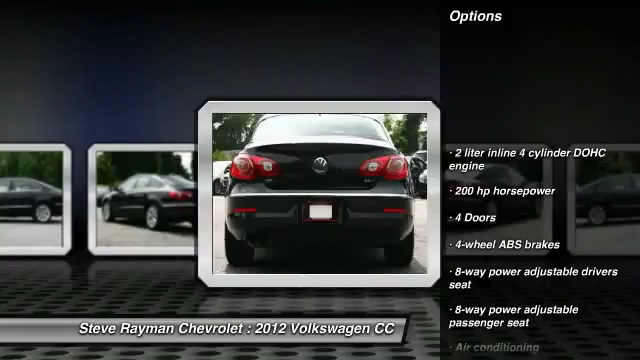 Options
· 2 liter inline 4 cylinder DOHC
engine
· 200 hp horsepower
· 4 Doors
· 4-wheel ABS brakes
· 8-way power adjustable drivers
seat
· 8-way power adjustable
passenger seat
· Air conditioning
Steve Rayman Chevrolet : 2012 Volkswagen CC